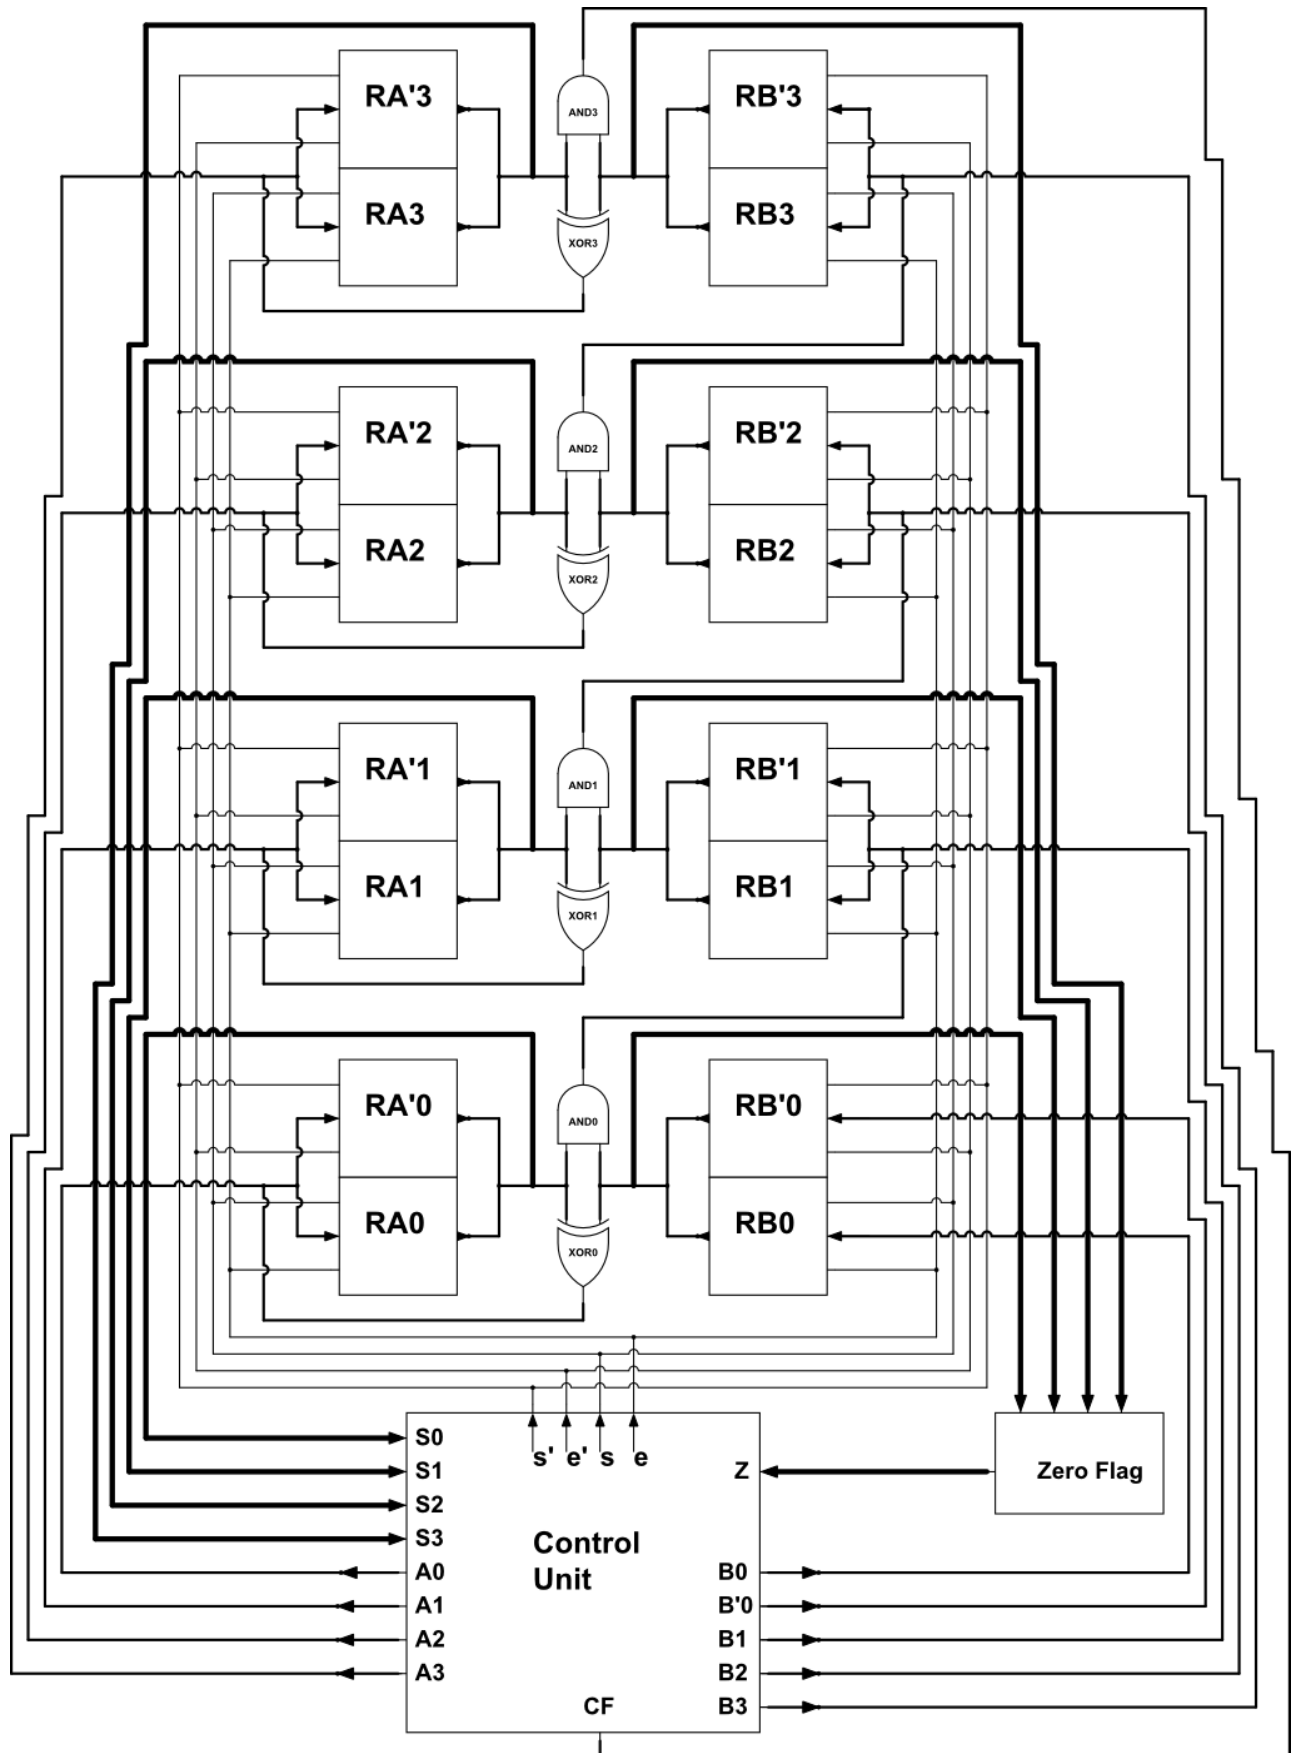 RA'3
AND3
RB'3
RA3
XOR3
RB3
RA'2
AND2
RB'2
RA2
XOR2
RB2
RA'1
AND1
RB'1
RA1
XOR1
RB1
RA'0
AND0
RB'0
RA0
XOR0
RB0
S0
s' e' s e
S1
Z
Zero Flag
S2
S3
Control
Unit
A0
B0
A1
B'0
A2
B1
A3
B2
CF
B3